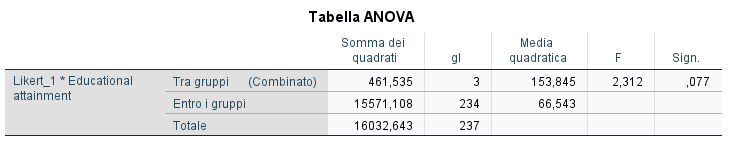 Tabella ANOVA
Somma dei quadrati gl Media quadratica F Sign.
Likert_1 * Educational attainment Tra gruppi (Combinato) 461,535 3 153,845 2,312 ,077
Entro i gruppi 15571,108 234 66,543
Totale 16032,643 237